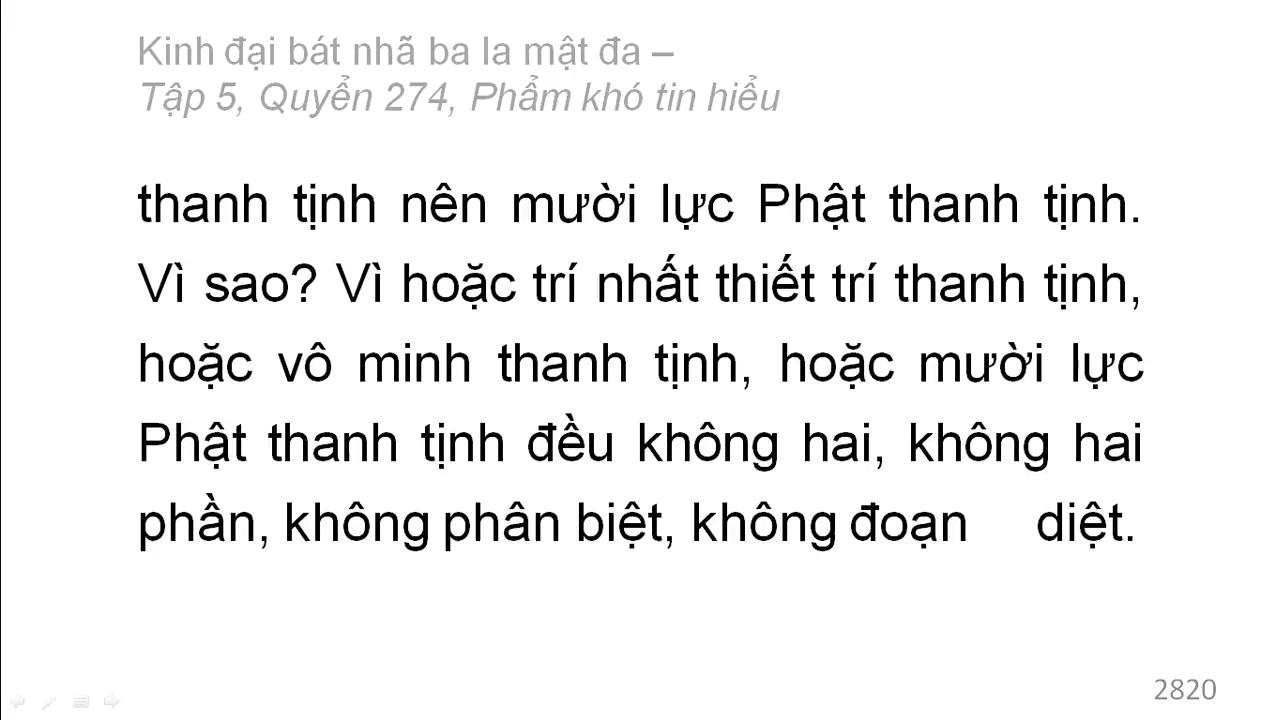 Kinh đại bát nhã ba la mật đa –
Tập 5, Quyển 274, Phẩm khó tin hiểu
thanh tịnh nên mười lực Phật thanh tịnh.
Vì sao? Vì hoặc trí nhất thiết trí thanh tịnh,
hoặc vô minh thanh tịnh, hoặc mười lực
Phật thanh tịnh đều không hai, không hai
phần, không phân biệt, không đoạn diệt.
2820